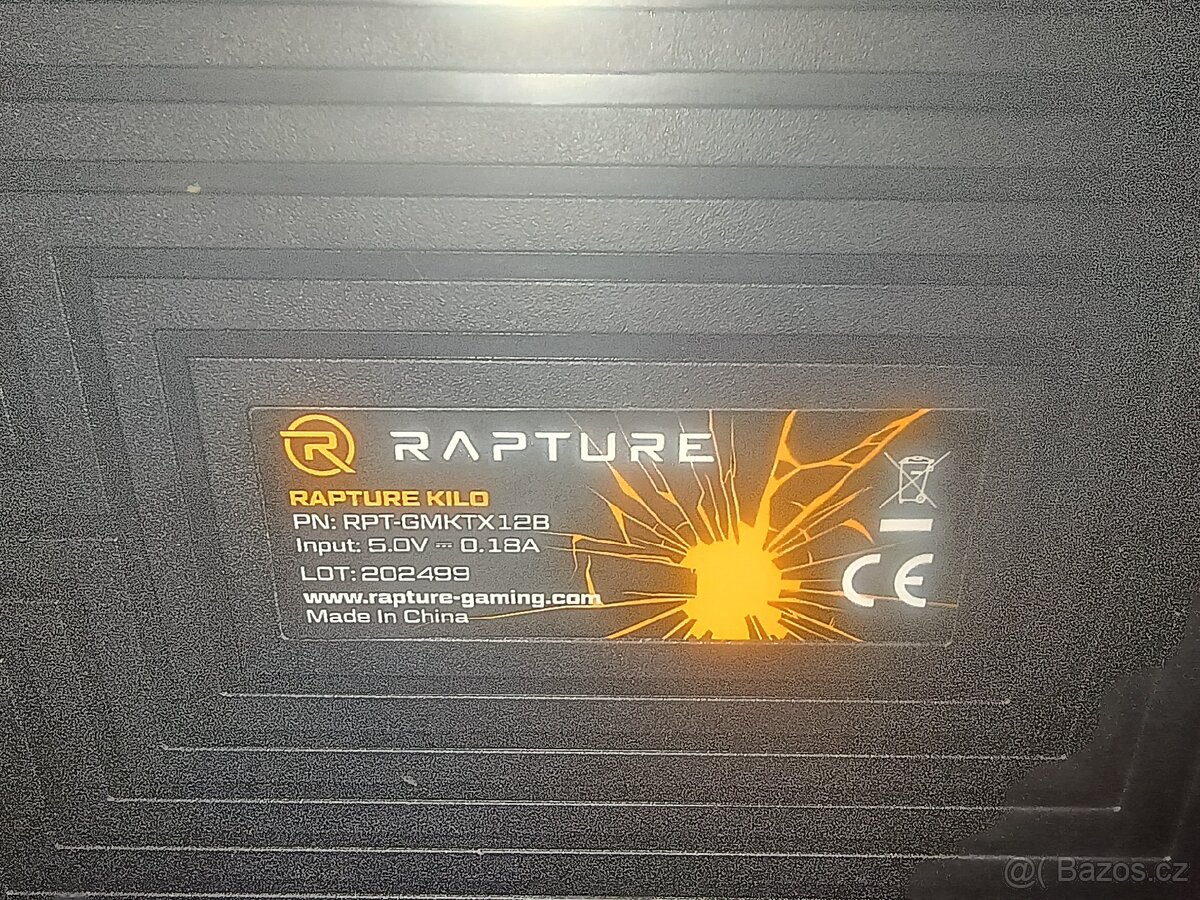 RAPTURE
RAPTURE KILO
PN: RPT-GMKTX12B
Input: 5.0V ⎓ 0.18A
LOT: 202499
www.rapture-gaming.com
Made In China
CE
@( Bazos.cz